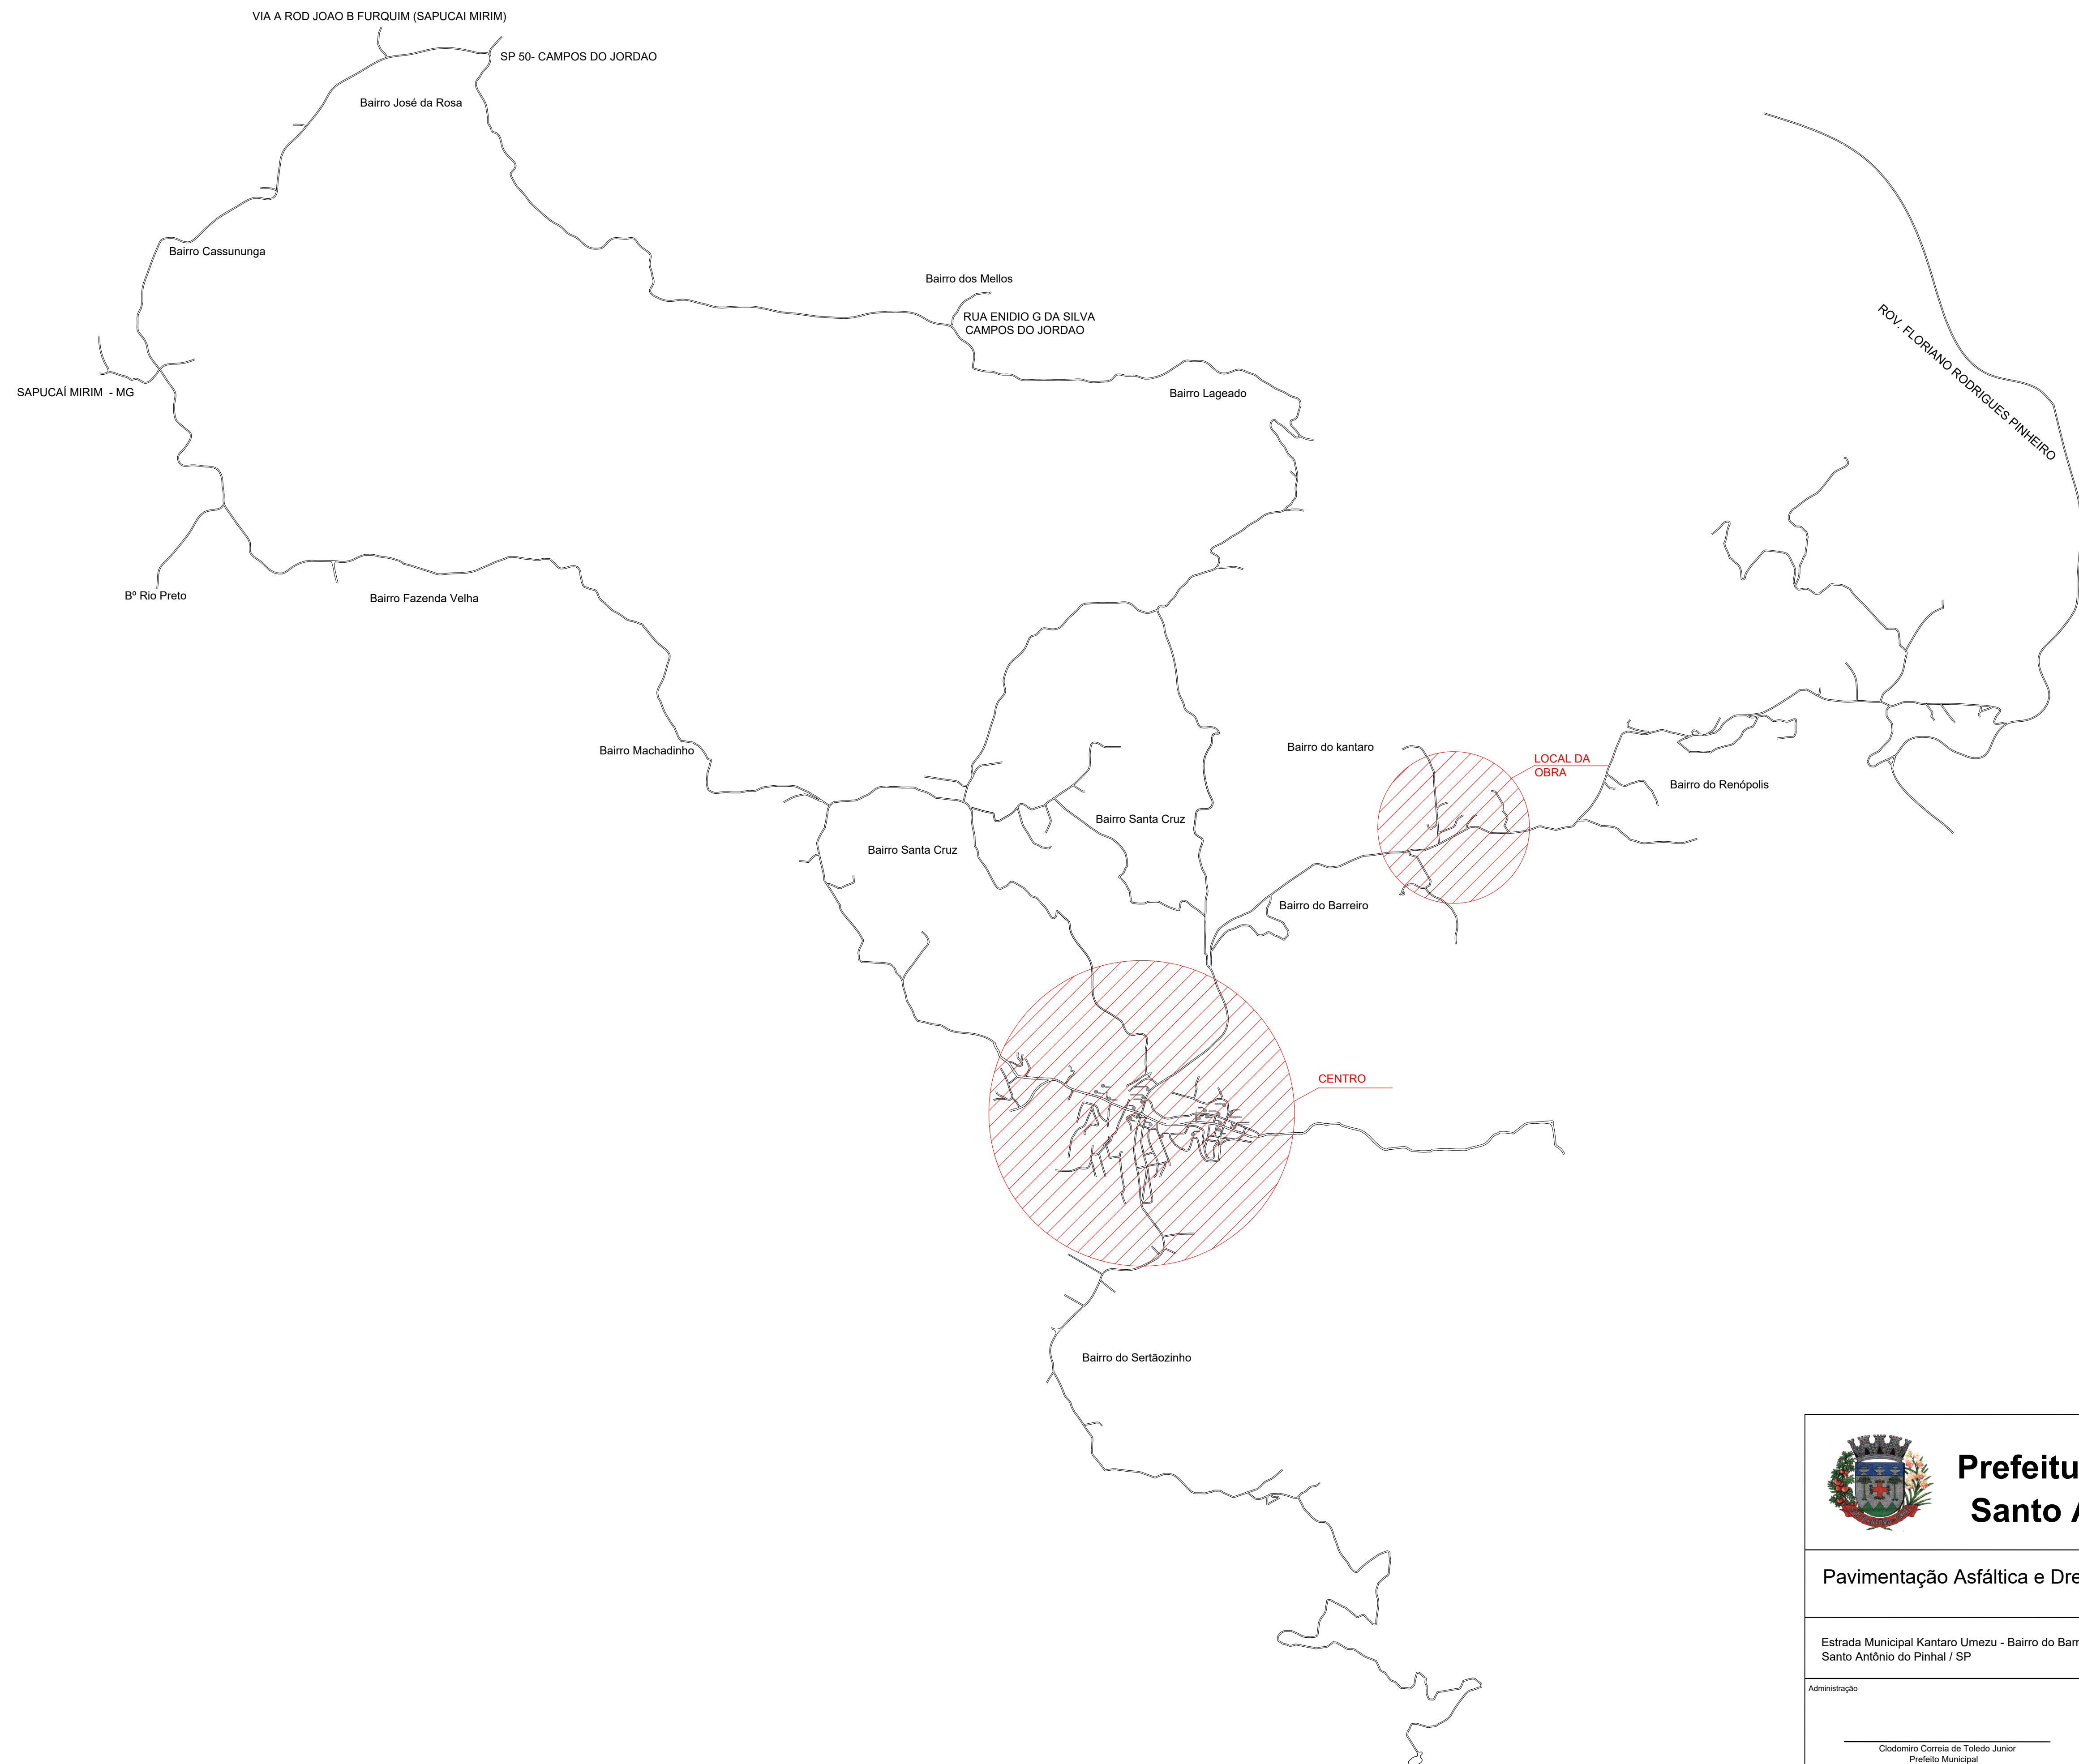 VIA A ROD JOAO B FURQUIM (SAPUCAI MIRIM)
SP 50- CAMPOS DO JORDAO
Bairro José da Rosa
Bairro Cassununga
Bairro dos Mellos
RUA ENIDIO G DA SILVA
CAMPOS DO JORDAO
ROV. FLORIANO RODRIGUES PINHEIRO
SAPUCAÍ MIRIM - MG
Bairro Lageado
Bº Rio Preto
Bairro Fazenda Velha
Bairro Machadinho
Bairro do kantaro
LOCAL DA
OBRA
Bairro do Renópolis
Bairro Santa Cruz
Bairro Santa Cruz
Bairro do Barreiro
CENTRO
Bairro do Sertãozinho
Prefeitu
Santo A
Pavimentação Asfáltica e Dre
Estrada Municipal Kantaro Umezu - Bairro do Barr
Santo Antônio do Pinhal / SP
Administração
Clodomiro Correia de Toledo Junior
Prefeito Municipal